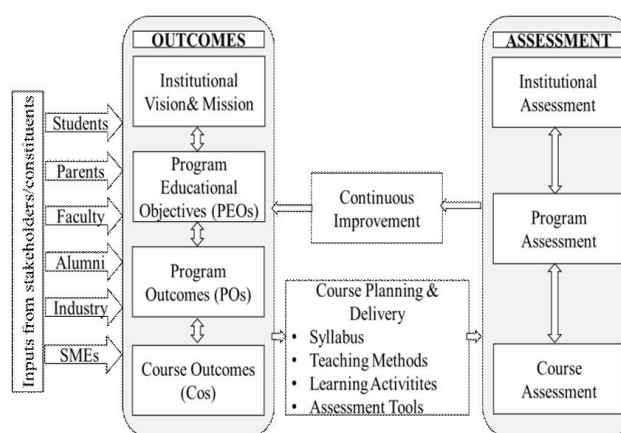 Inputs from stakeholders/constituents
Students
Parents
Faculty
Alumni
Industry
SMEs
OUTCOMES
Institutional
Vision& Mission
Program
Educational
Objectives (PEOs)
Program
Outcomes (POs)
Course Outcomes
(Cos)
Continuous
Improvement
Course Planning &
Delivery
• Syllabus
• Teaching Methods
• Learning Activitites
• Assessment Tools
ASSESSMENT
Institutional
Assessment
Program
Assessment
Course
Assessment